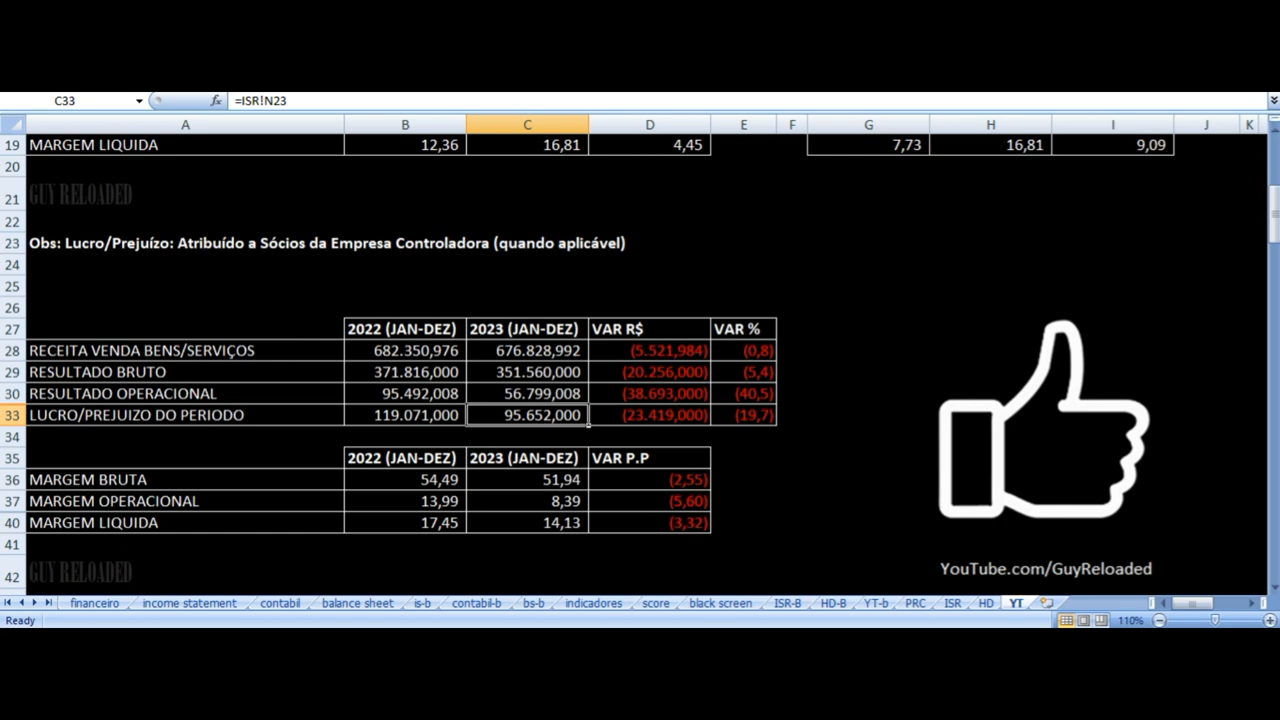 C33 fx =ISR!N23
A B C D E F G H I J K
19 MARGEM LIQUIDA 12,36 16,81 4,45 7,73 16,81 9,09
20
21 GUY RELOADED
22
23 Obs: Lucro/Prejuízo: Atribuído a Sócios da Empresa Controladora (quando aplicável)
24
25
26
27 2022 (JAN-DEZ) 2023 (JAN-DEZ) VAR R$ VAR %
28 RECEITA VENDA BENS/SERVIÇOS 682.350,976 676.828,992 (5.521,984) (0,8)
29 RESULTADO BRUTO 371.816,000 351.560,000 (20.256,000) (5,4)
30 RESULTADO OPERACIONAL 95.492,008 56.799,008 (38.693,000) (40,5)
33 LUCRO/PREJUIZO DO PERIODO 119.071,000 95.652,000 (23.419,000) (19,7)
34
35 2022 (JAN-DEZ) 2023 (JAN-DEZ) VAR P.P
36 MARGEM BRUTA 54,49 51,94 (2,55)
37 MARGEM OPERACIONAL 13,99 8,39 (5,60)
40 MARGEM LIQUIDA 17,45 14,13 (3,32)
41
42 GUY RELOADED
YouTube.com/GuyReloaded
financeiro income statement contabil balance sheet is-b contabil-b bs-b indicadores score black screen ISR-B HD-B YT-b PRC ISR HD YT
Ready 110%